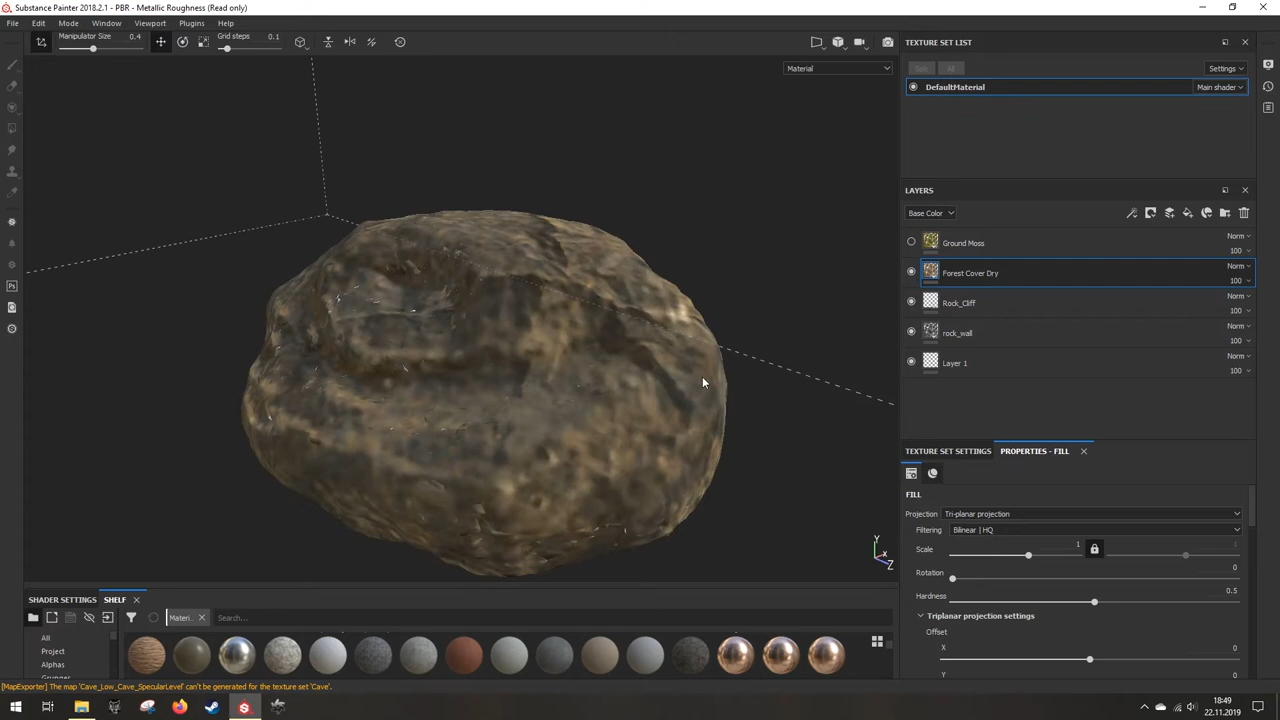 Substance Painter 2018.2.1 - PBR - Metallic Roughness (Read only)
File Edit Mode Window Viewport Plugins Help
Manipulator Size 0.4 Grid steps 0.1
Material
TEXTURE SET LIST
Solo All Settings
DefaultMaterial Main shader
LAYERS
Base Color
Ground Moss Norm
100
Forest Cover Dry Norm
100
Rock_Cliff Norm
100
rock_wall Norm
100
Layer 1 Norm
100
Y
X
Z
TEXTURE SET SETTINGS PROPERTIES - FILL
FILL
Projection Tri-planar projection
Filtering Bilinear | HQ
Scale 1 1
Rotation 0
Hardness 0.5
Triplanar projection settings
Offset
X 0
Y 0
SHADER SETTINGS SHELF
Materi... Search...
All
Project
Alphas
Grunges
[MapExporter] The map 'Cave_Low_Cave_SpecularLevel' can't be generated for the texture set 'Cave'.
18:49
22.11.2019